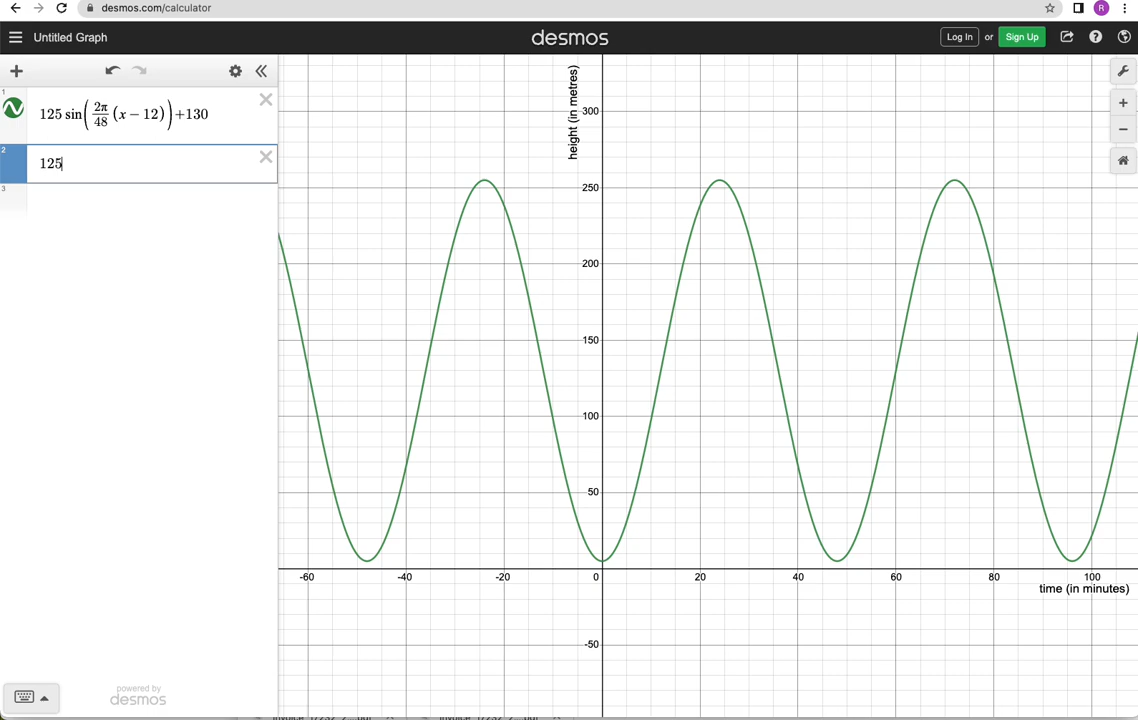 desmos.com/calculator
R
Untitled Graph
desmos
Log In or Sign Up
1
125 sin(2π/48 (x − 12))+130
2
125
3
height (in metres)
300
250
200
150
100
50
-50
-60 -40 -20 0 20 40 60 80 100
time (in minutes)
powered by
desmos